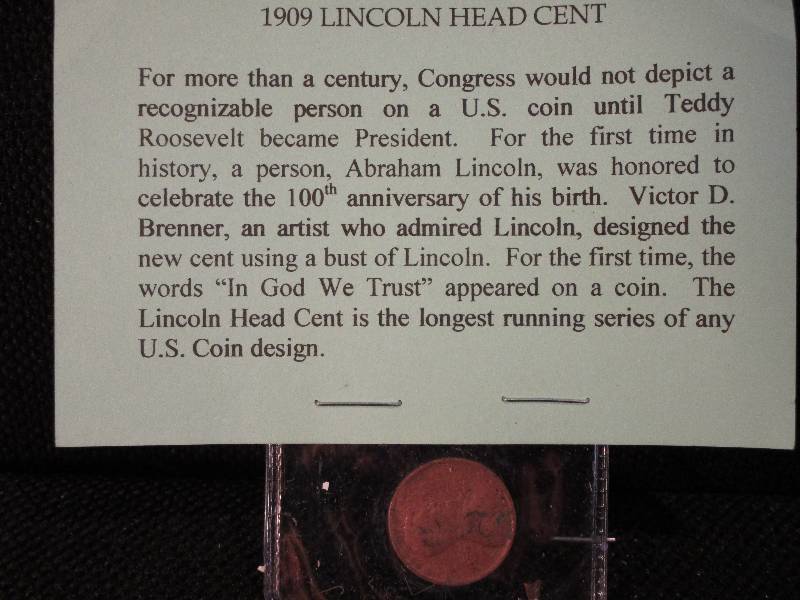 1909 LINCOLN HEAD CENT
For more than a century, Congress would not depict a
recognizable person on a U.S. coin until Teddy
Roosevelt became President. For the first time in
history, a person, Abraham Lincoln, was honored to
celebrate the 100th anniversary of his birth. Victor D.
Brenner, an artist who admired Lincoln, designed the
new cent using a bust of Lincoln. For the first time, the
words “In God We Trust” appeared on a coin. The
Lincoln Head Cent is the longest running series of any
U.S. Coin design.